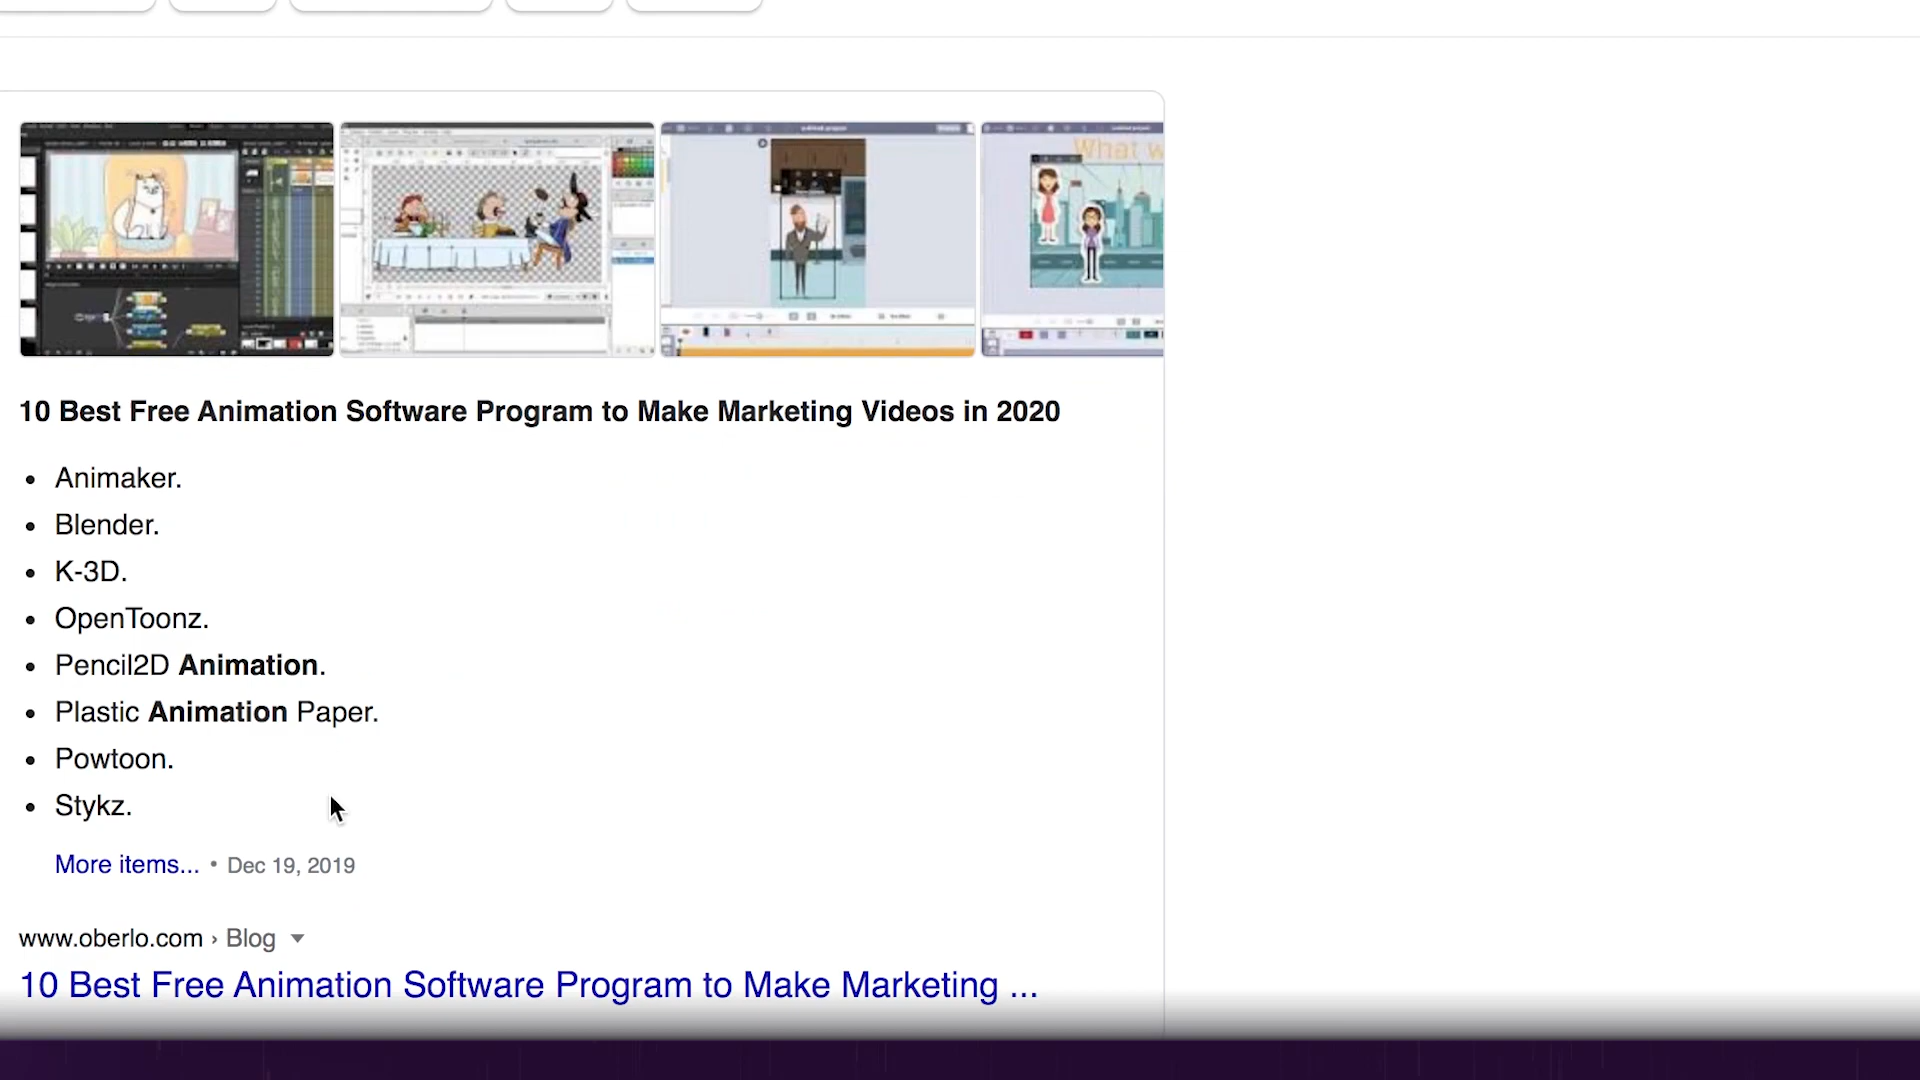 What w
10 Best Free Animation Software Program to Make Marketing Videos in 2020
• Animaker.
• Blender.
• K-3D.
• OpenToonz.
• Pencil2D Animation.
• Plastic Animation Paper.
• Powtoon.
• Stykz.
More items... • Dec 19, 2019
www.oberlo.com › Blog
10 Best Free Animation Software Program to Make Marketing ...